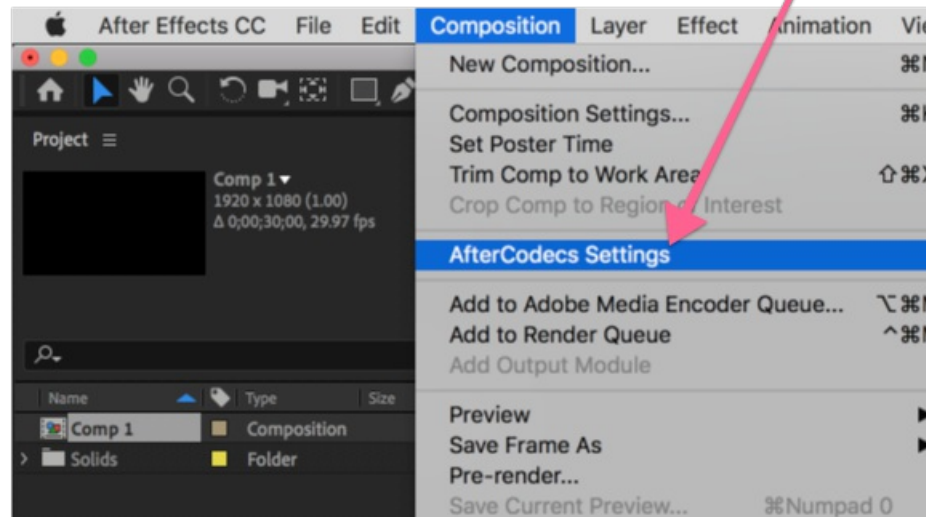 After Effects CC File Edit Composition Layer Effect Animation
New Composition...
Composition Settings...
Set Poster Time
Trim Comp to Work Area
Crop Comp to Region of Interest
AfterCodecs Settings
Add to Adobe Media Encoder Queue...
Add to Render Queue
Add Output Module
Preview
Save Frame As
Pre-render...
Save Current Preview... ⌘Numpad 0
Project
Comp 1
1920 x 1080 (1.00)
Δ 0;00;30;00, 29.97 fps
Name Type Size
Comp 1 Composition
Solids Folder